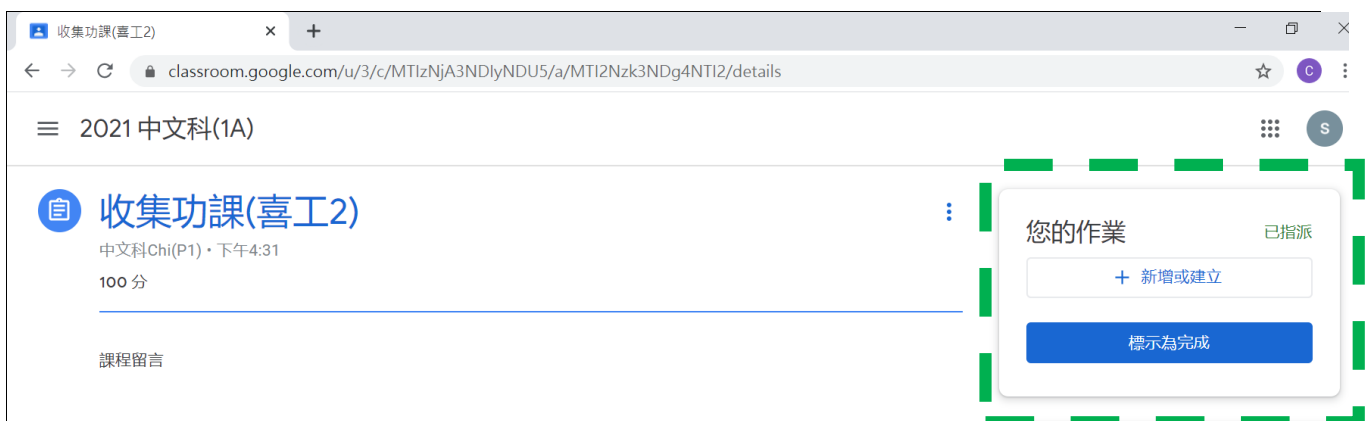 收集功課(喜工2)
classroom.google.com/u/3/c/MTIzNjA3NDIyNDU5/a/MTI2Nzk3NDg4NTI2/details
C
2021 中文科(1A)
S
收集功課(喜工2)
中文科Chi(P1)・下午4:31
100 分
課程留言
您的作業 已指派
+ 新增或建立
標示為完成